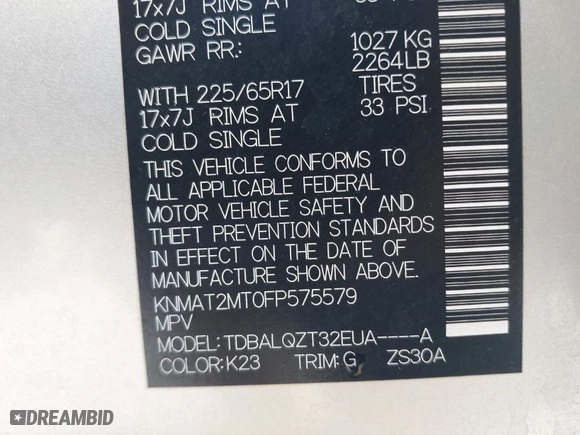 17x7J RIMS AT
COLD SINGLE
GAWR RR: 1027 KG
2264LB
WITH 225/65R17 TIRES
17x7J RIMS AT 33 PSI
COLD SINGLE
THIS VEHICLE CONFORMS TO
ALL APPLICABLE FEDERAL
MOTOR VEHICLE SAFETY AND
THEFT PREVENTION STANDARDS
IN EFFECT ON THE DATE OF
MANUFACTURE SHOWN ABOVE.
KNMAT2MT0FP575579
MPV
MODEL:TDBALQZT32EUA----A
COLOR:K23 TRIM:G ZS30A
DREAMBID